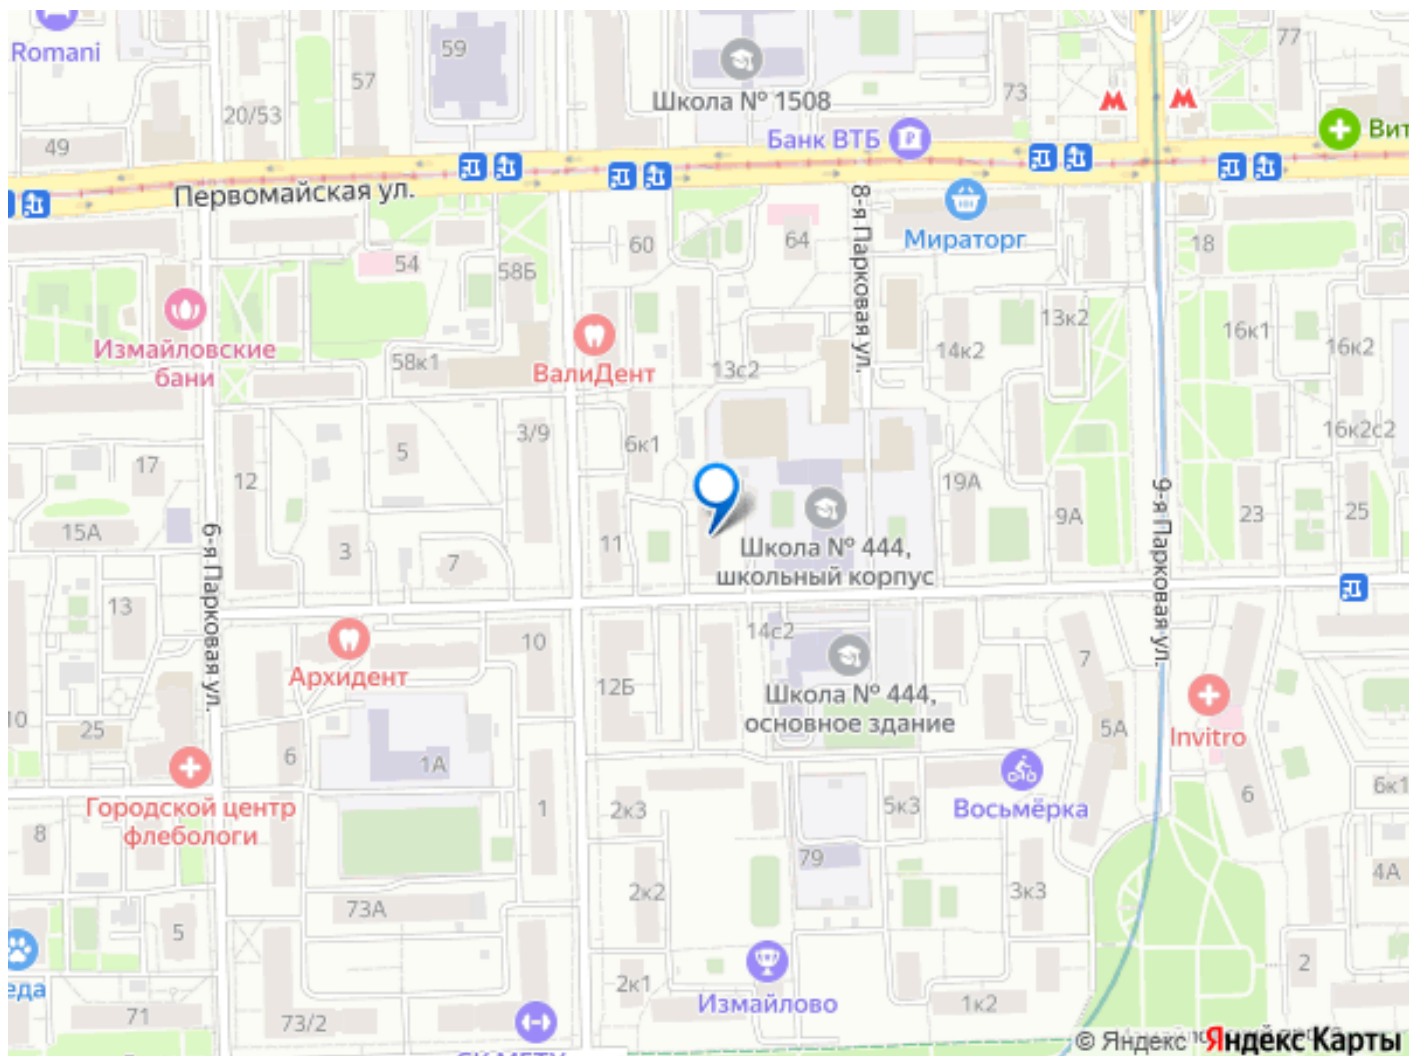 Romani
59
57
20/53
49
Школа № 1508
Банк ВТБ
73
77
Вит
Первомайская ул.
8-я Парковая ул.
Мираторг
60
64
18
54
58Б
Измайловские
бани
58к1
ВалиДент
13с2
14к2
13к2
16к1
16к2
3/9
6к1
5
17
12
16к2с2
19А
9А
23
25
9-я Парковая ул.
15А
6-я Парковая ул.
3
7
11
Школа № 444,
школьный корпус
13
Архидент
10
14с2
12Б
Школа № 444,
основное здание
7
5А
Invitro
10
25
6
1А
Городской центр
флебологи
8
1
2к3
5к3
Восьмёрка
6
6к1
79
2к2
3к3
4А
73А
5
еда
71
73/2
2к1
Измайлово
1к2
2
© Яндекс Яндекс Карты